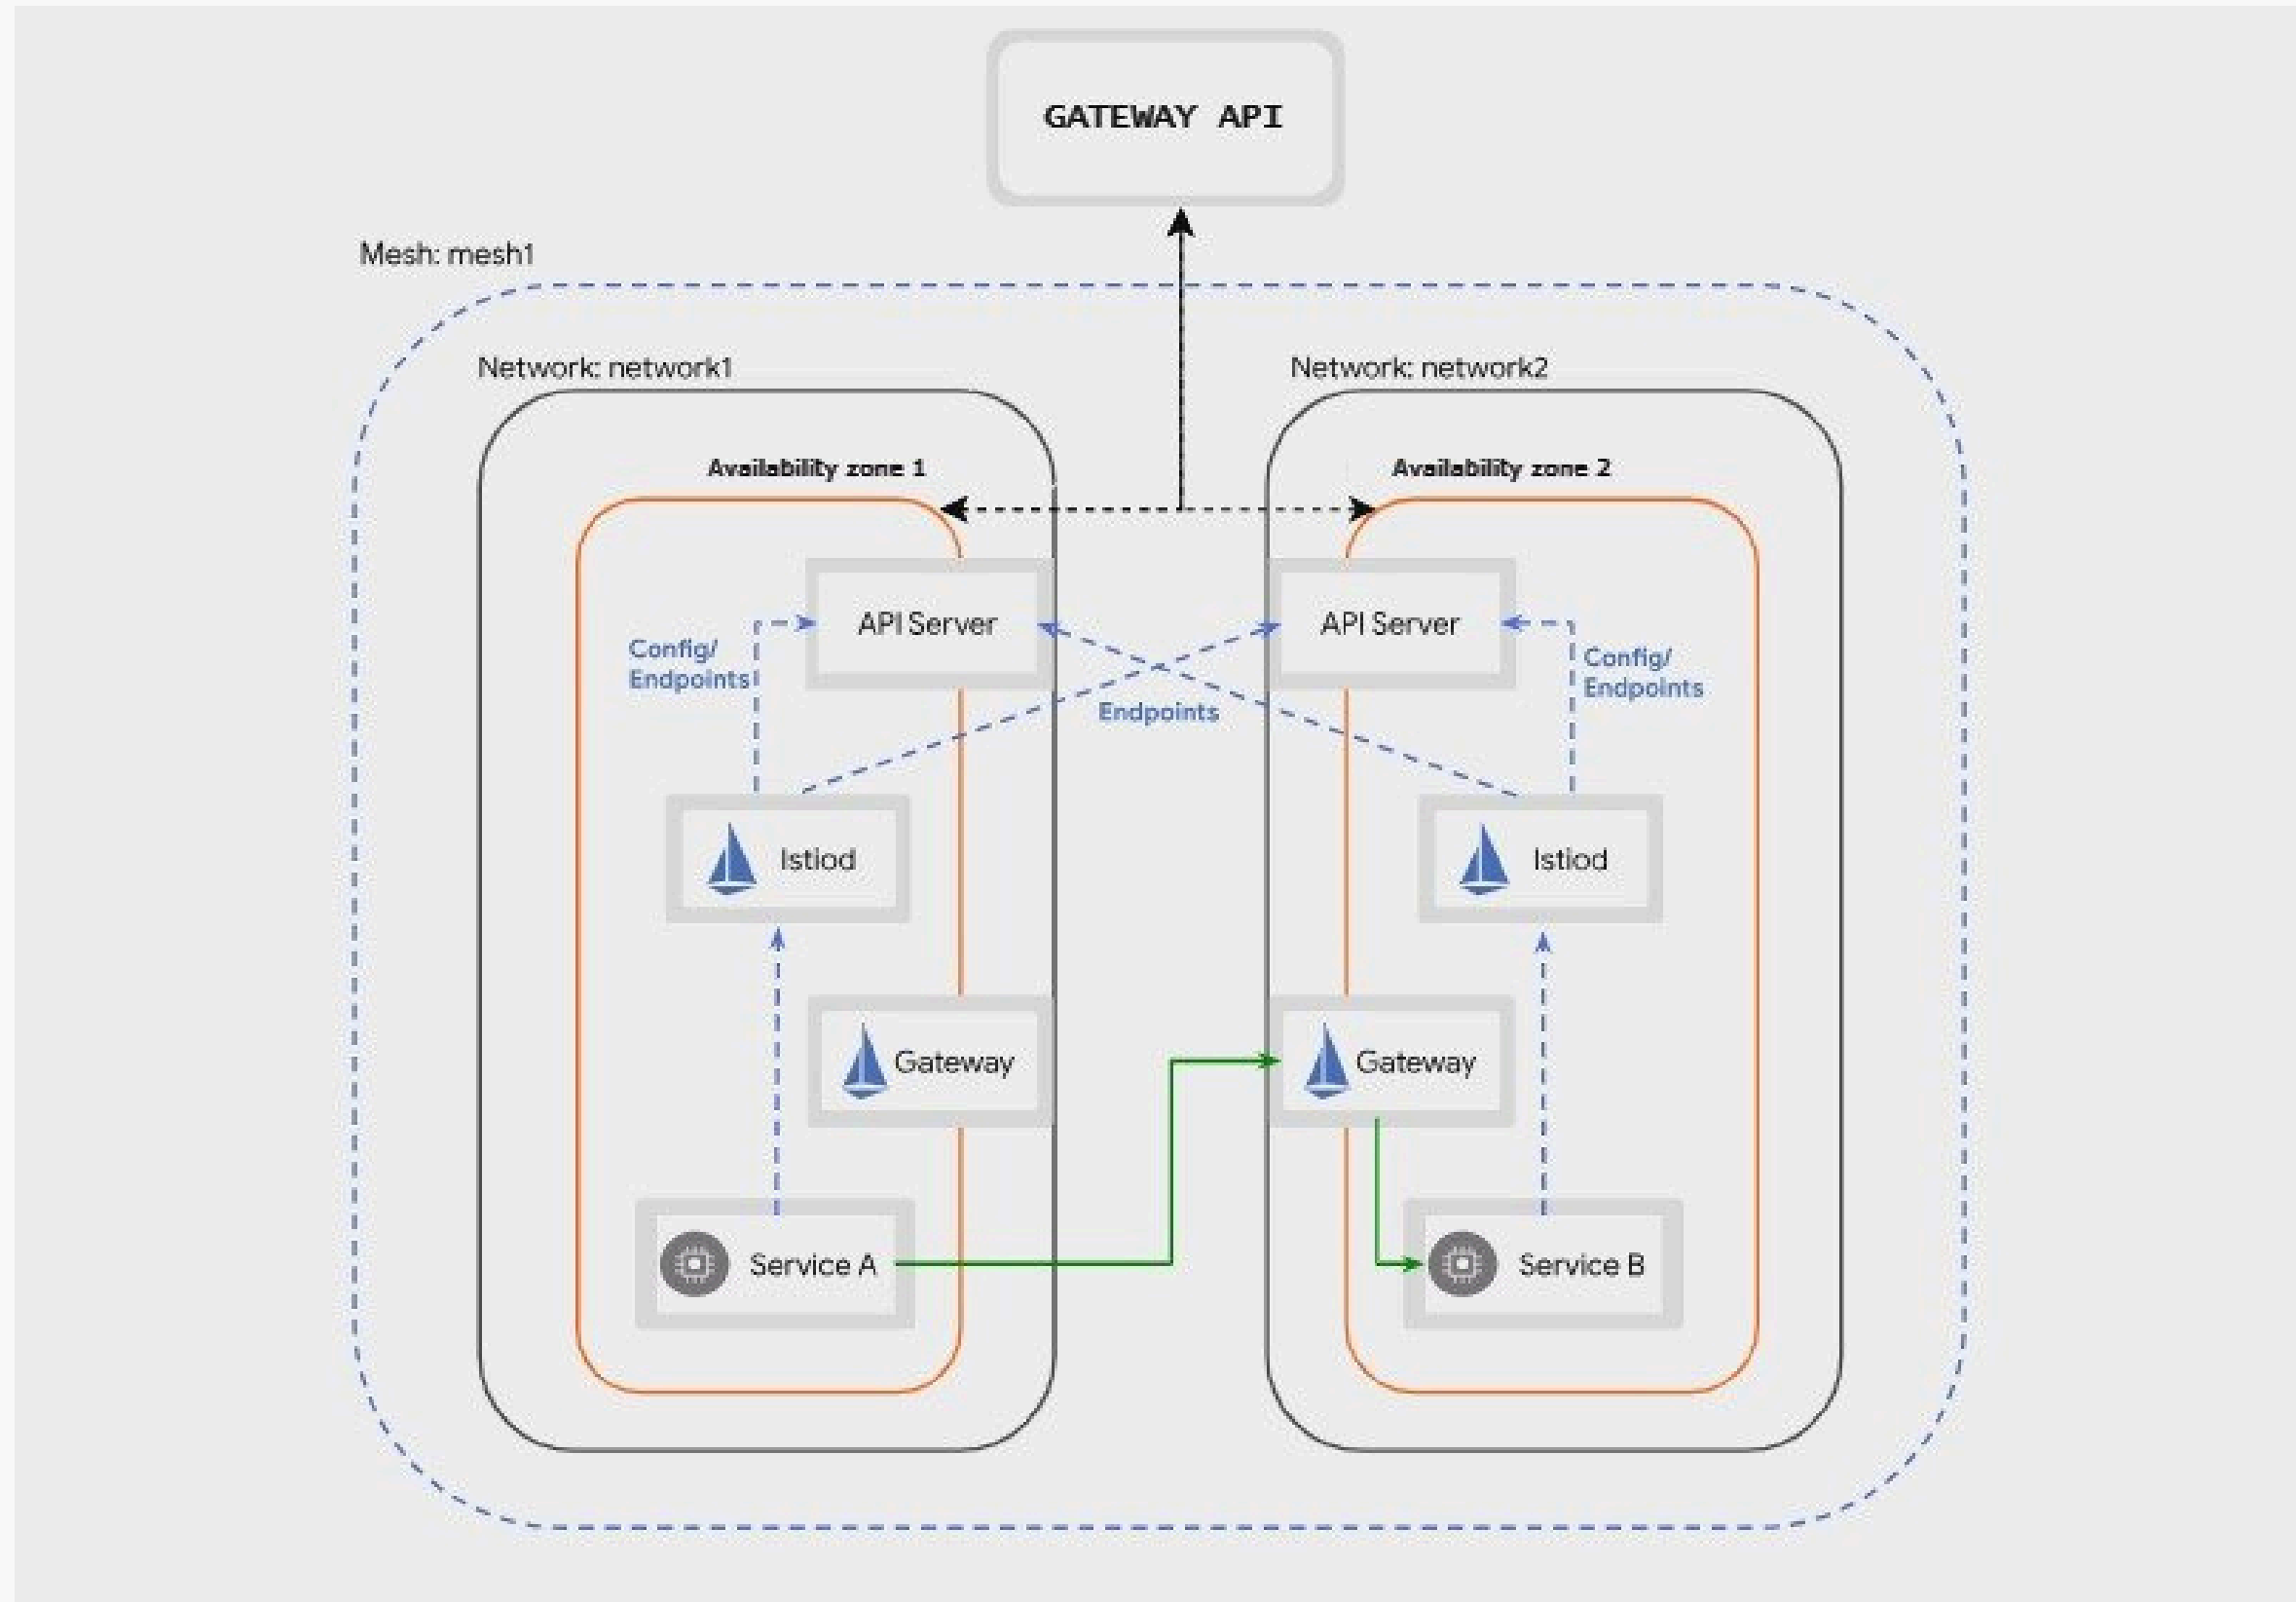 GATEWAY API
Mesh: mesh1
Network: network1
Network: network2
Availability zone 1
Availability zone 2
API Server
API Server
Config/
Endpoints
Config/
Endpoints
Endpoints
Istiod
Istiod
Gateway
Gateway
Service A
Service B